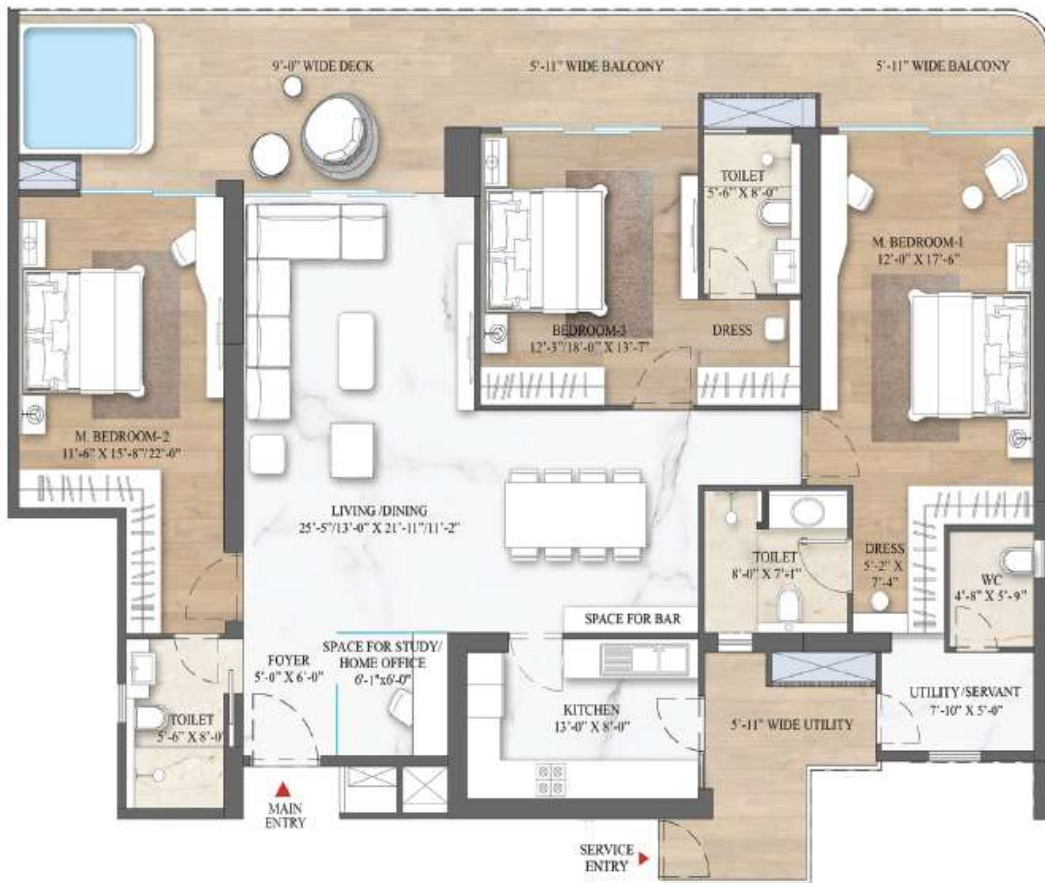 9'-0" WIDE DECK
5'-11" WIDE BALCONY
5'-11" WIDE BALCONY
TOILET
5'-6" X 8'-0"
M. BEDROOM-1
12'-0" X 17'-6"
BEDROOM-3
12'-3"/18'-0" X 13'-7"
DRESS
M. BEDROOM-2
11'-6" X 15'-8"/22'-0"
LIVING /DINING
25'-5"/13'-0" X 21'-11"/11'-2"
TOILET
8'-0" X 7'-1"
DRESS
5'-2" X
7'-4"
WC
4'-8" X 5'-9"
SPACE FOR BAR
SPACE FOR STUDY/
HOME OFFICE
6'-1"x6'-0"
FOYER
5'-0" X 6'-0"
KITCHEN
13'-0" X 8'-0"
UTILITY/SERVANT
7'-10" X 5'-0"
TOILET
5'-6" X 8'-0"
5'-11" WIDE UTILITY
MAIN
ENTRY
SERVICE
ENTRY